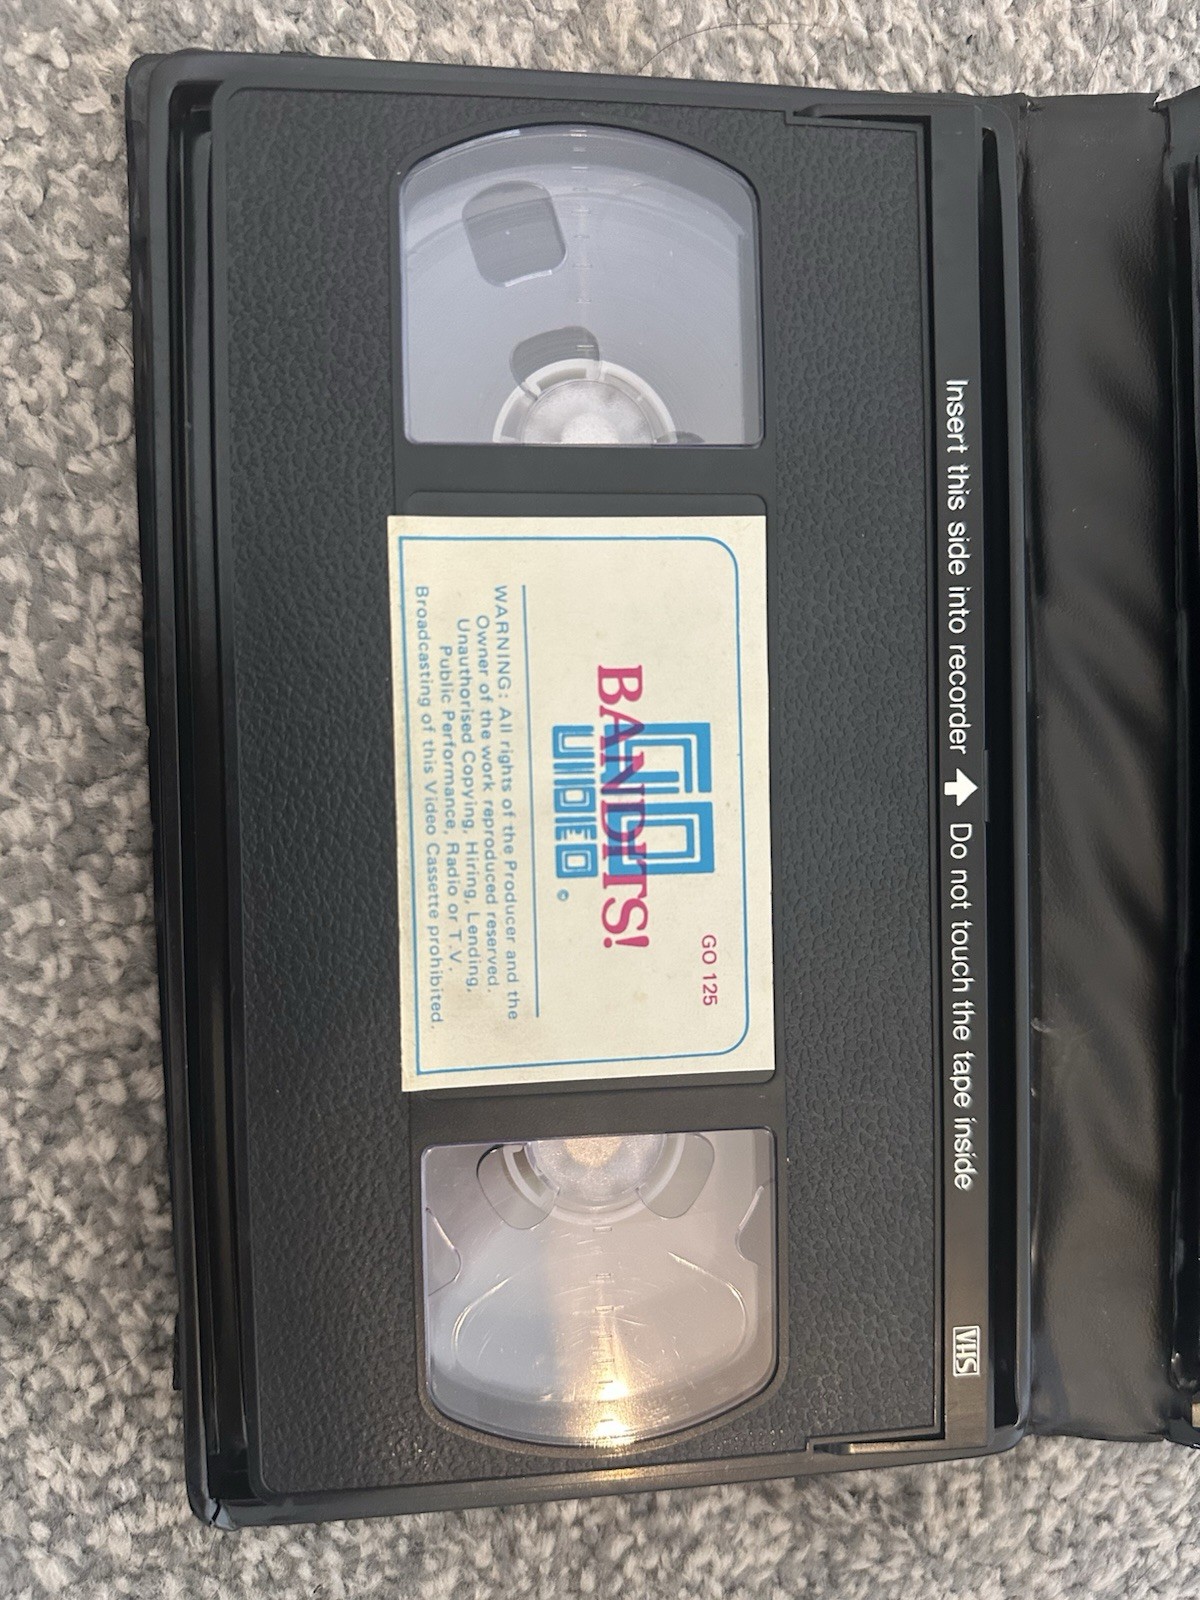 Insert this side into recorder Do not touch the tape inside
VHS
GO 125
GO
BANDITS!
VIDEO ©
WARNING: All rights of the Producer and the
Owner of the work reproduced reserved.
Unauthorised Copying, Hiring, Lending,
Public Performance, Radio or T.V.
Broadcasting of this Video Cassette prohibited.